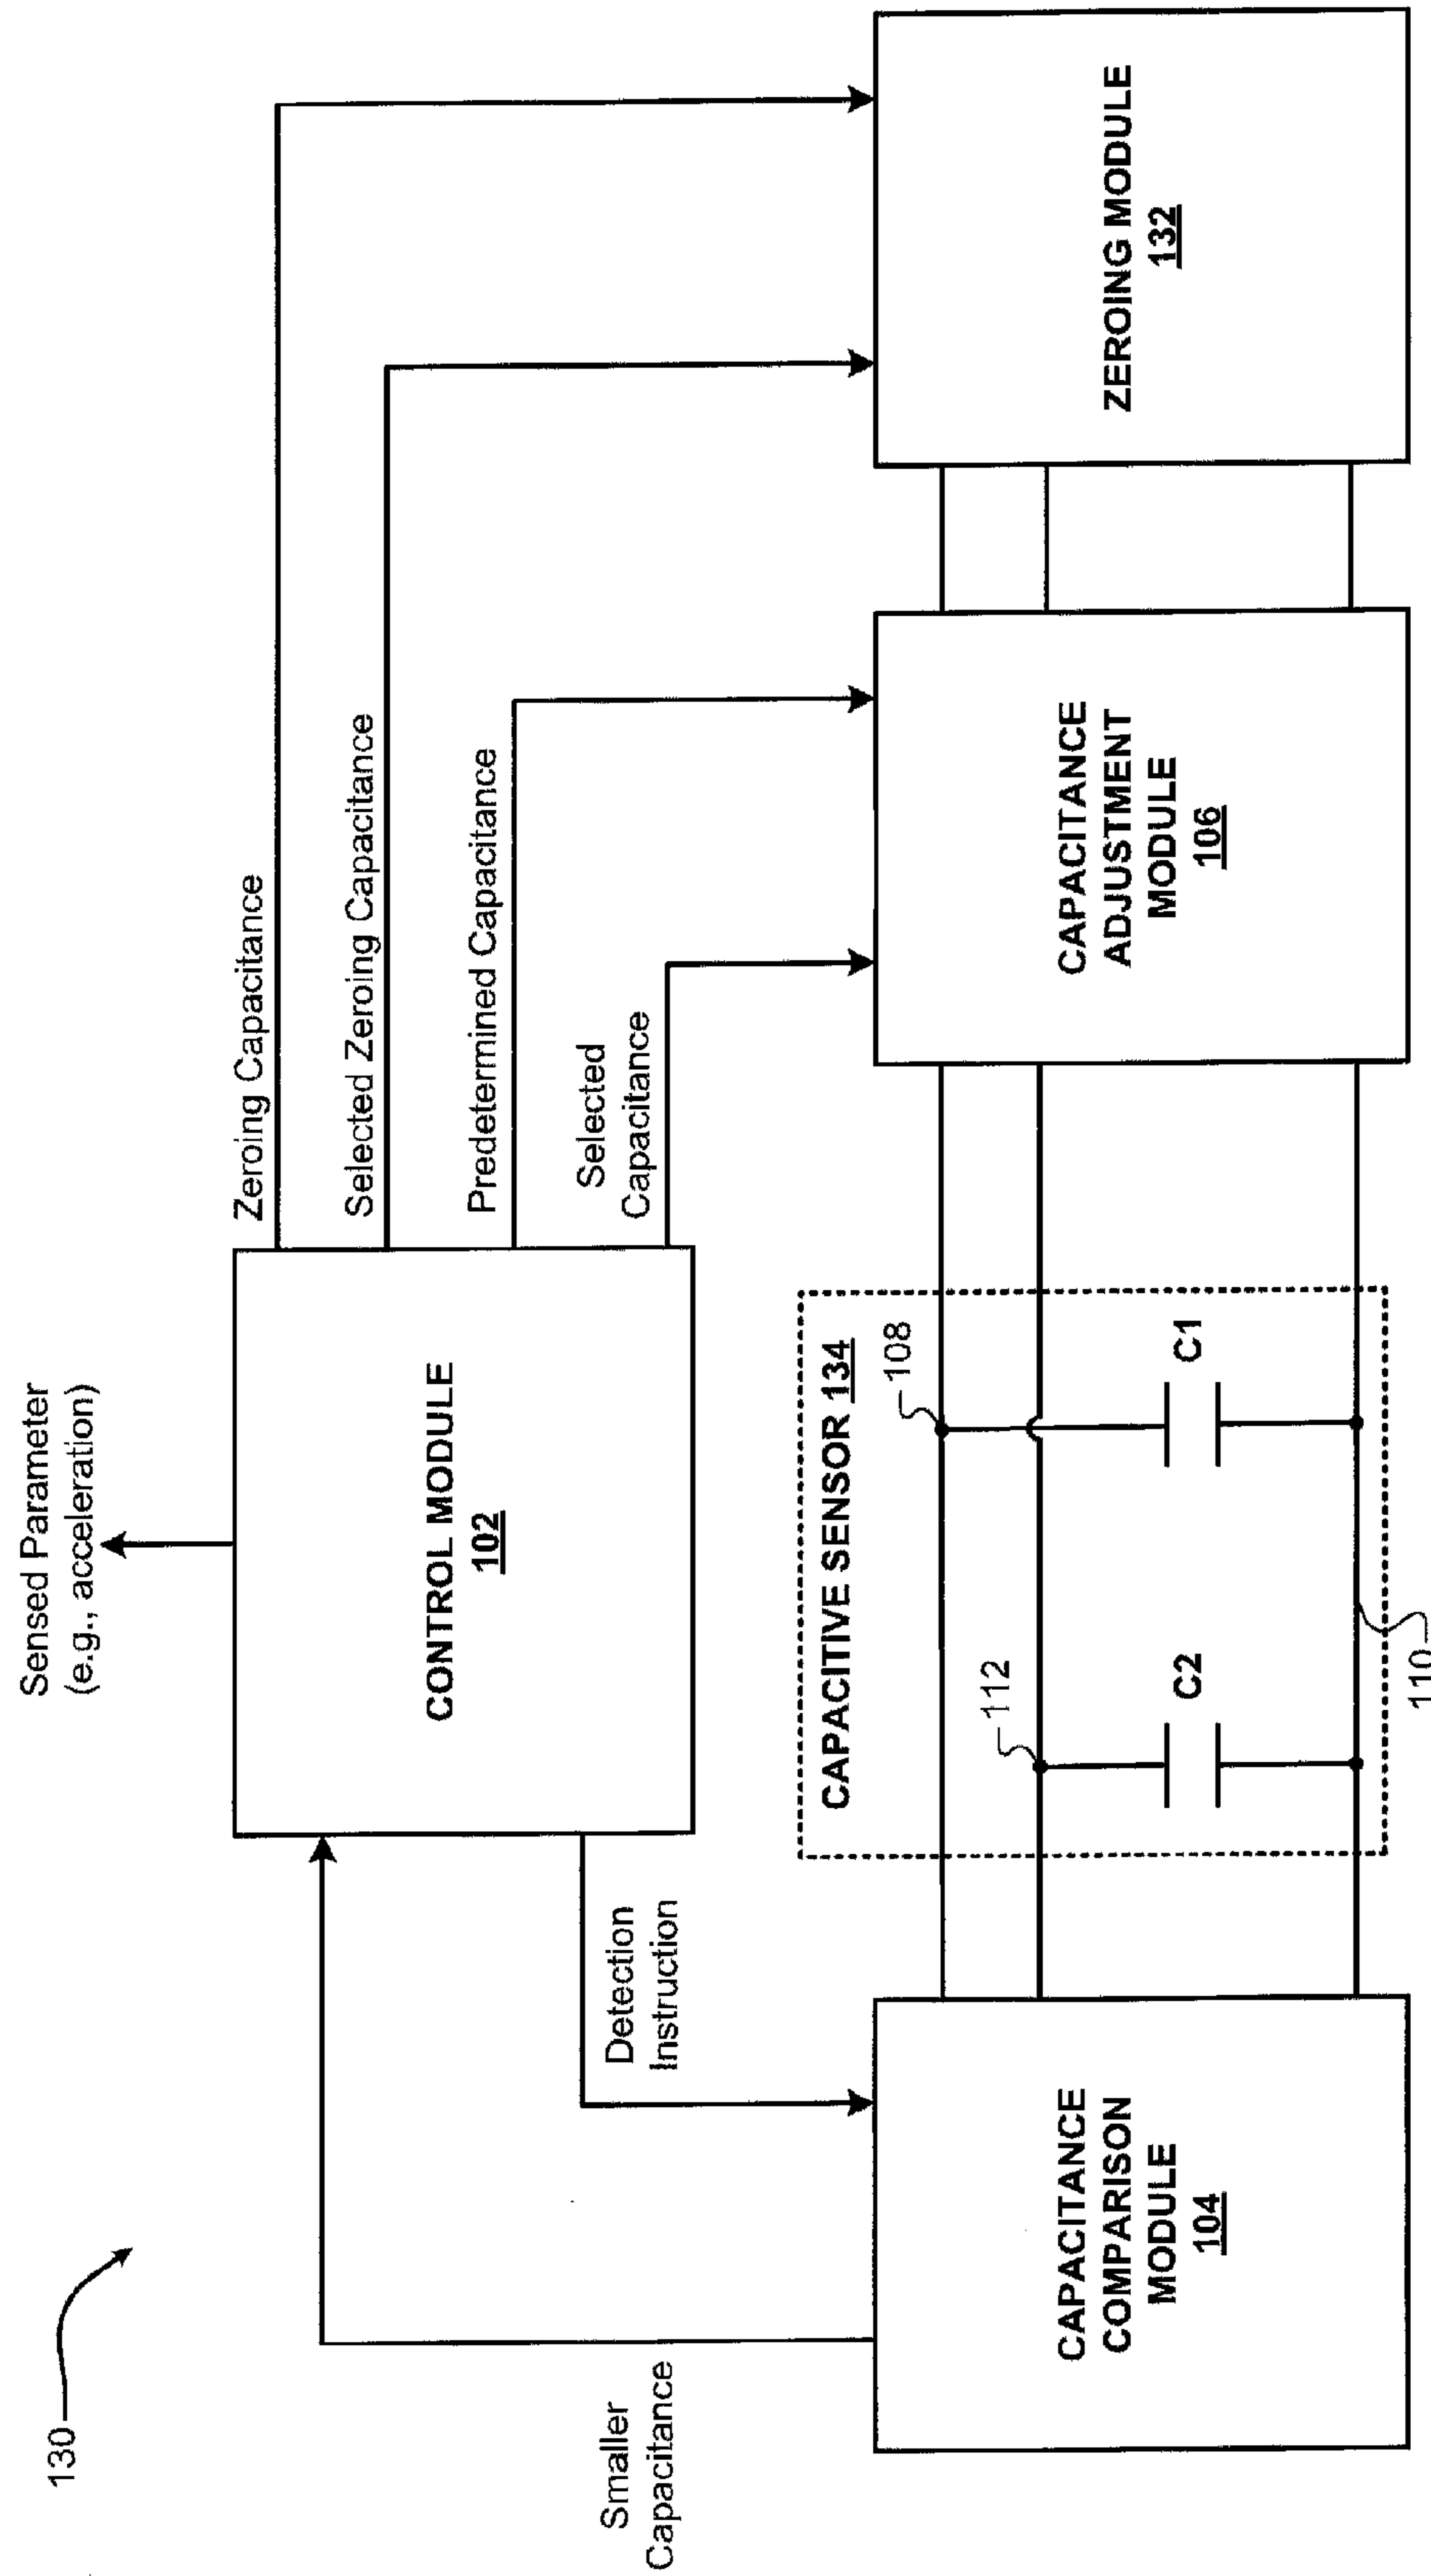 130
Sensed Parameter
(e.g., acceleration)
CONTROL MODULE
102
Zeroing Capacitance
Selected Zeroing Capacitance
Predetermined Capacitance
Selected
Capacitance
Smaller
Capacitance
Detection
Instruction
CAPACITIVE SENSOR 134
108
112
C2
C1
110
CAPACITANCE
COMPARISON
MODULE
104
CAPACITANCE
ADJUSTMENT
MODULE
106
ZEROING MODULE
132